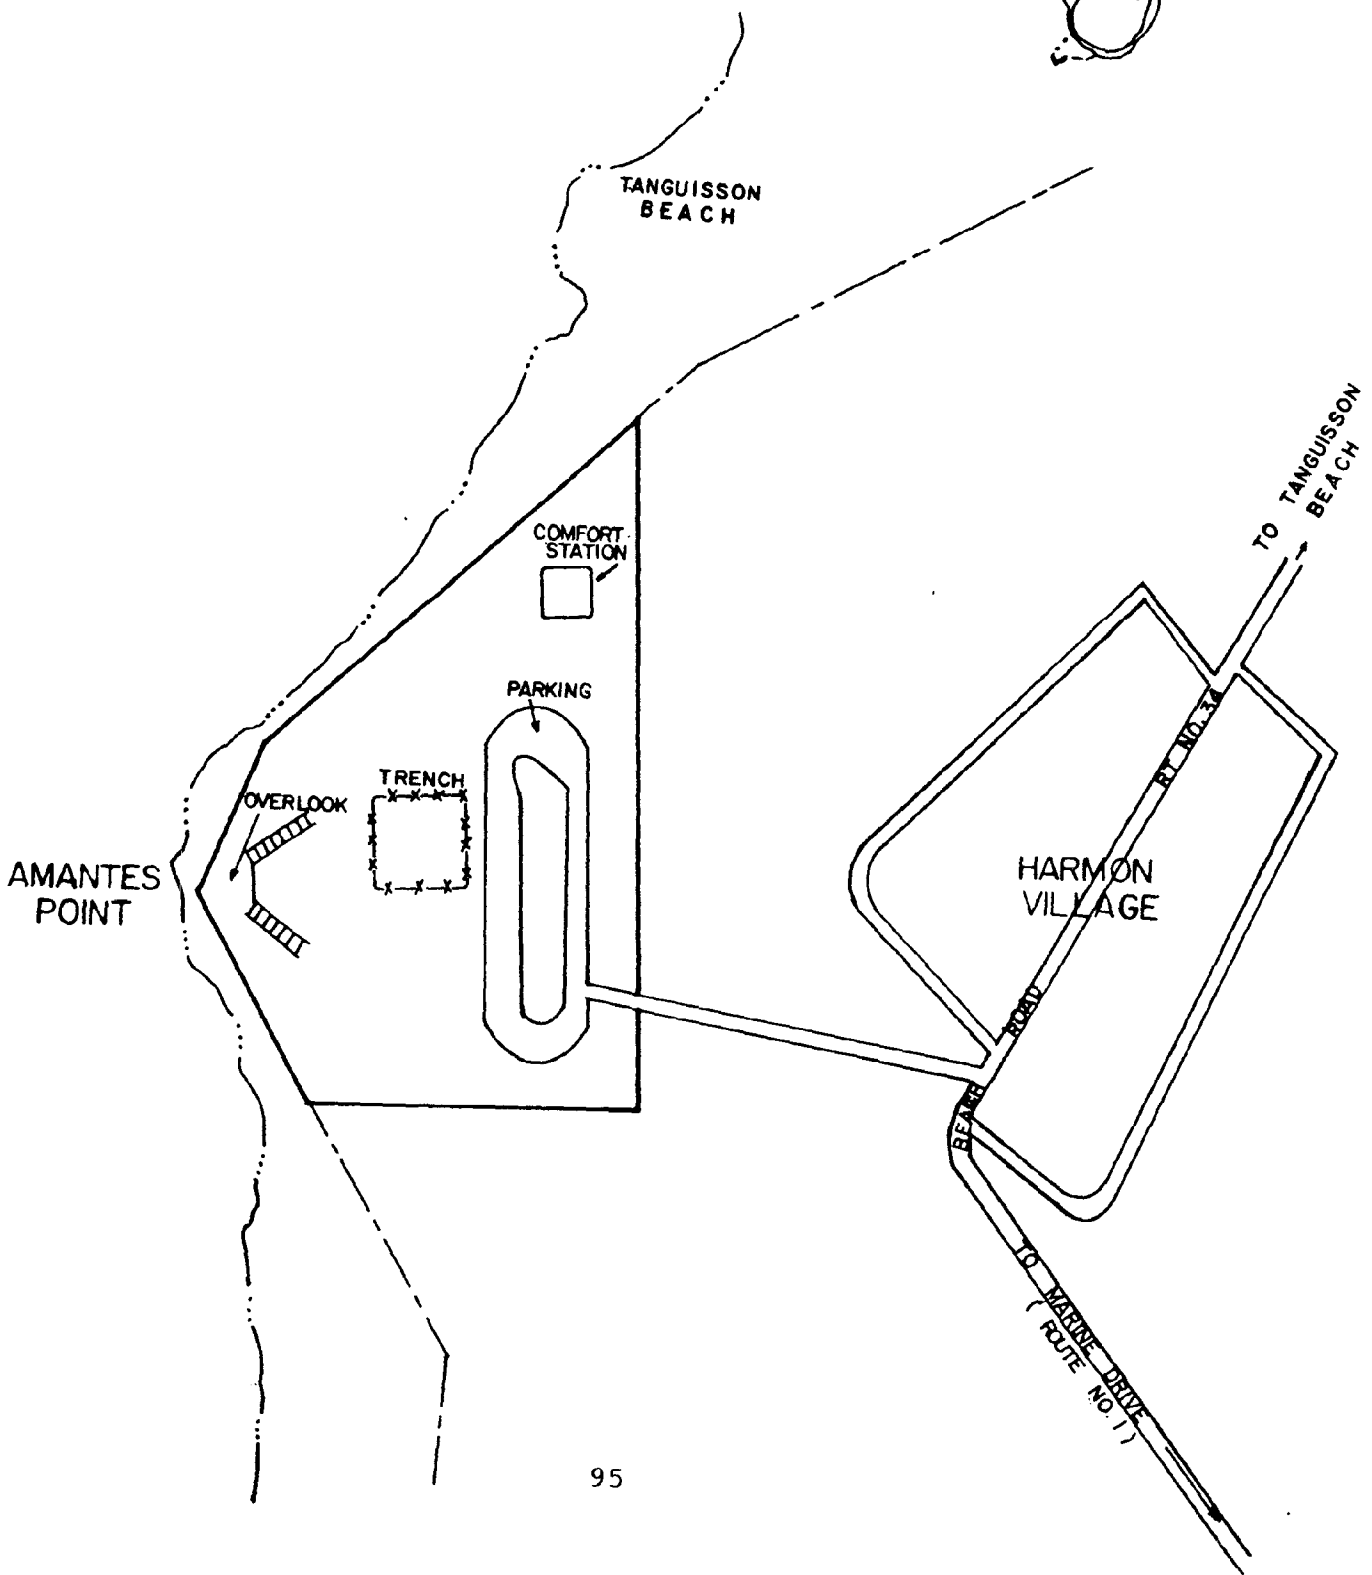 TANGUISSON
BEACH
TO TANGUISSON
BEACH
COMFORT
STATION
PARKING
RT NO. 34
TRENCH
OVERLOOK
AMANTES
POINT
HARMON
VILLAGE
BEACH ROAD
TO MARINE DRIVE
( ROUTE NO. 1 )
95